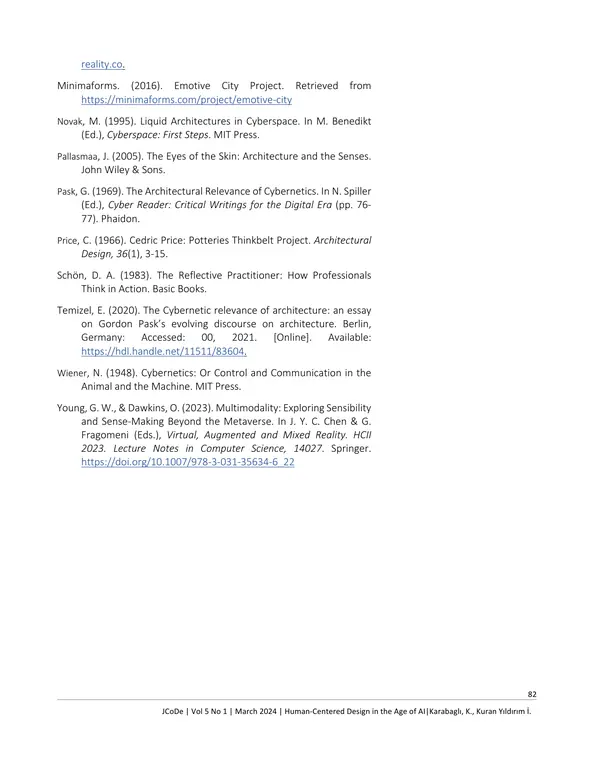 reality.co.
Minimaforms. (2016). Emotive City Project. Retrieved from
https://minimaforms.com/project/emotive-city
Novak, M. (1995). Liquid Architectures in Cyberspace. In M. Benedikt
(Ed.), Cyberspace: First Steps. MIT Press.
Pallasmaa, J. (2005). The Eyes of the Skin: Architecture and the Senses.
John Wiley & Sons.
Pask, G. (1969). The Architectural Relevance of Cybernetics. In N. Spiller
(Ed.), Cyber Reader: Critical Writings for the Digital Era (pp. 76-
77). Phaidon.
Price, C. (1966). Cedric Price: Potteries Thinkbelt Project. Architectural
Design, 36(1), 3-15.
Schön, D. A. (1983). The Reflective Practitioner: How Professionals
Think in Action. Basic Books.
Temizel, E. (2020). The Cybernetic relevance of architecture: an essay
on Gordon Pask's evolving discourse on architecture. Berlin,
Germany: Accessed: 00, 2021. [Online]. Available:
https://hdl.handle.net/11511/83604.
Wiener, N. (1948). Cybernetics: Or Control and Communication in the
Animal and the Machine. MIT Press.
Young, G. W., & Dawkins, O. (2023). Multimodality: Exploring Sensibility
and Sense-Making Beyond the Metaverse. In J. Y. C. Chen & G.
Fragomeni (Eds.), Virtual, Augmented and Mixed Reality. HCII
2023. Lecture Notes in Computer Science, 14027. Springer.
https://doi.org/10.1007/978-3-031-35634-6_22
82
JCoDe | Vol 5 No 1 | March 2024 | Human-Centered Design in the Age of AI|Karabağlı, K., Kuran Yıldırım İ.